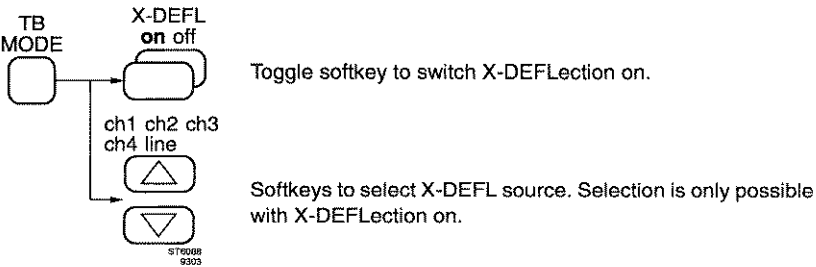 TB
MODE
X-DEFL
on off
Toggle softkey to switch X-DEFLection on.
ch1 ch2 ch3
ch4 line
Softkeys to select X-DEFL source. Selection is only possible
with X-DEFLection on.
ST6088
9303